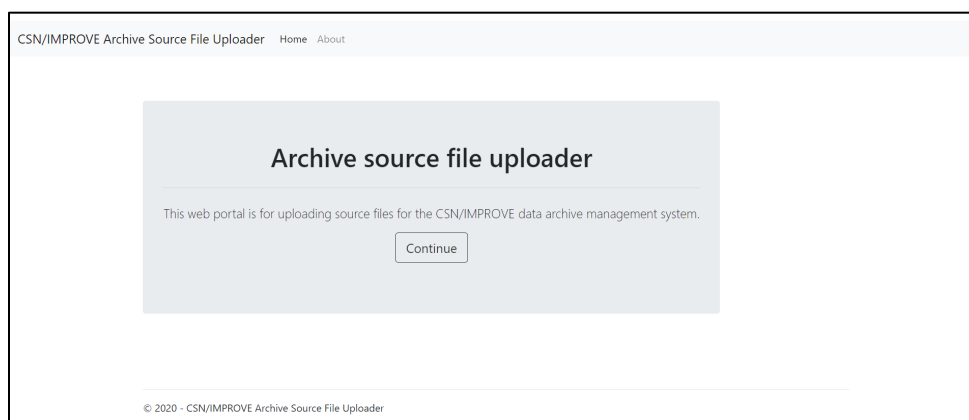 CSN/IMPROVE Archive Source File Uploader Home About
Archive source file uploader
This web portal is for uploading source files for the CSN/IMPROVE data archive management system.
Continue
© 2020 - CSN/IMPROVE Archive Source File Uploader